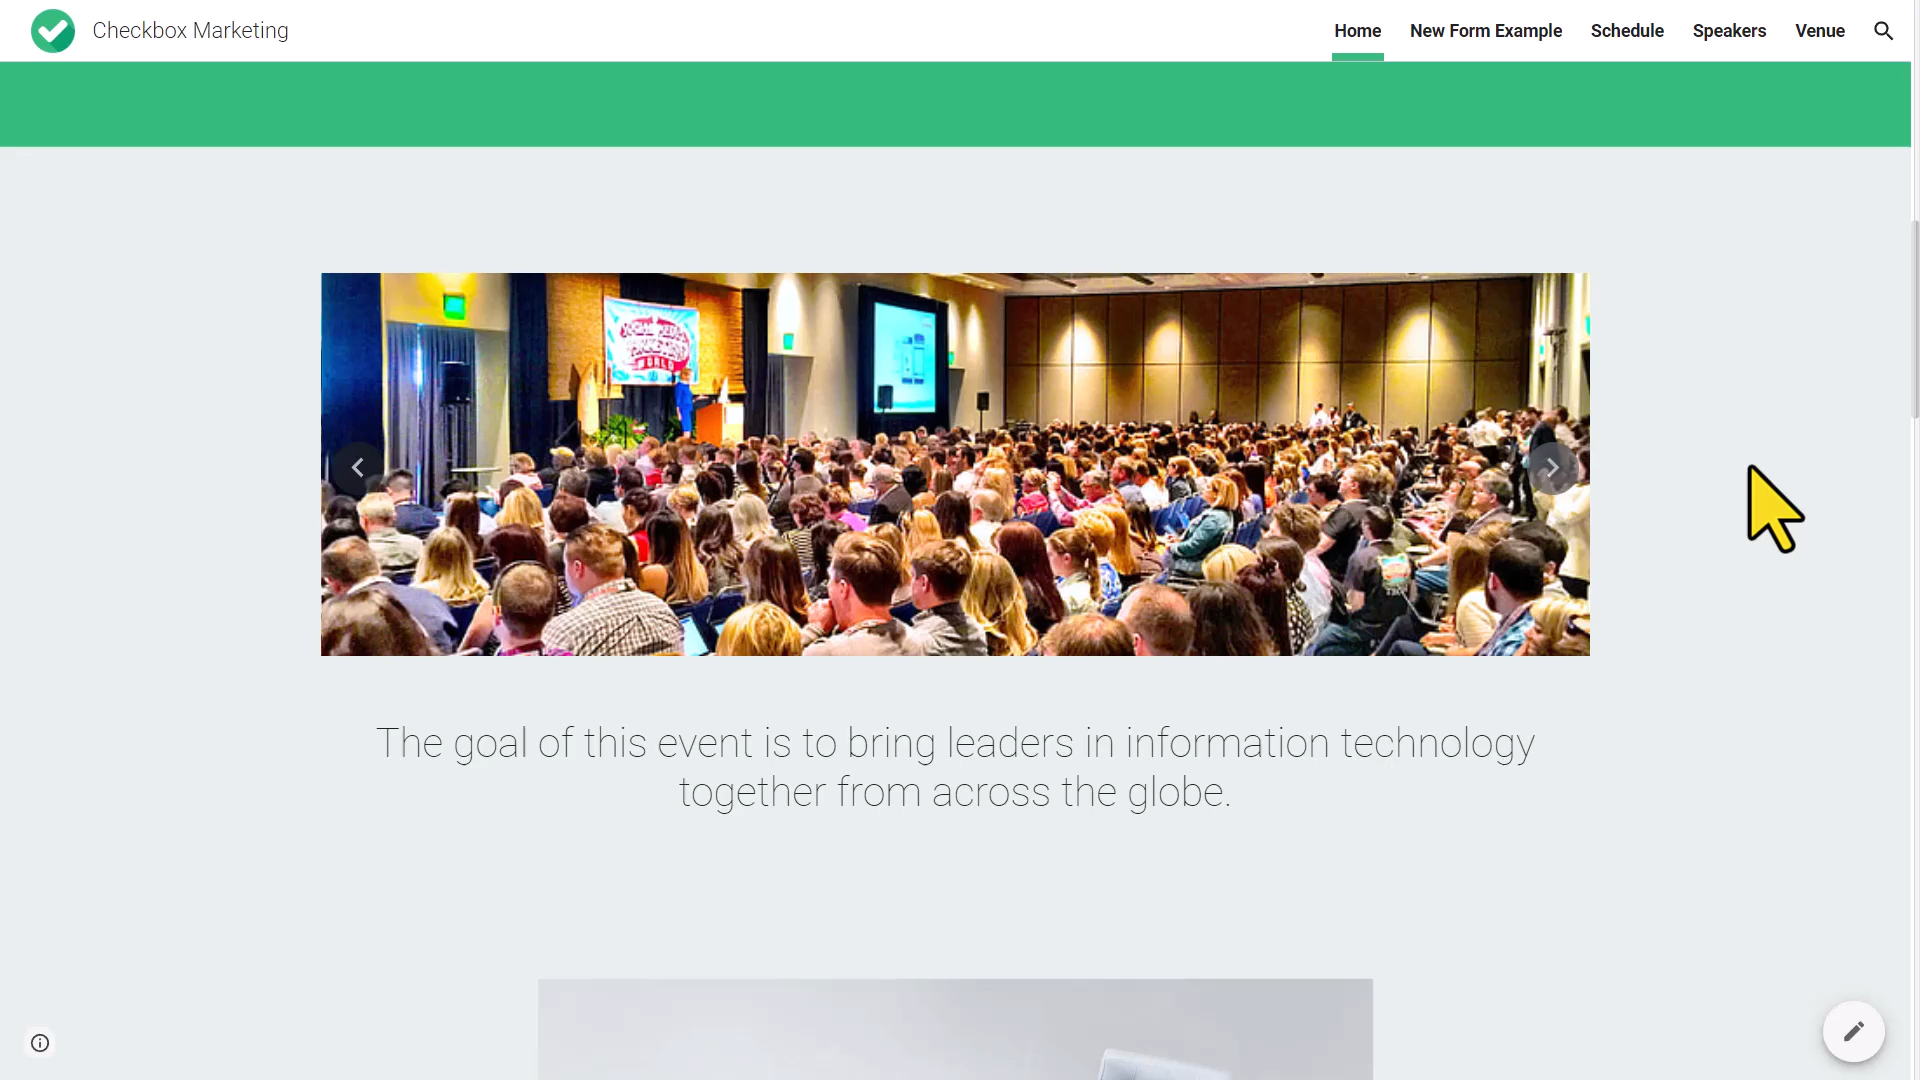 Checkbox Marketing
Home
New Form Example
Schedule
Speakers
Venue
WORLD
The goal of this event is to bring leaders in information technology
together from across the globe.